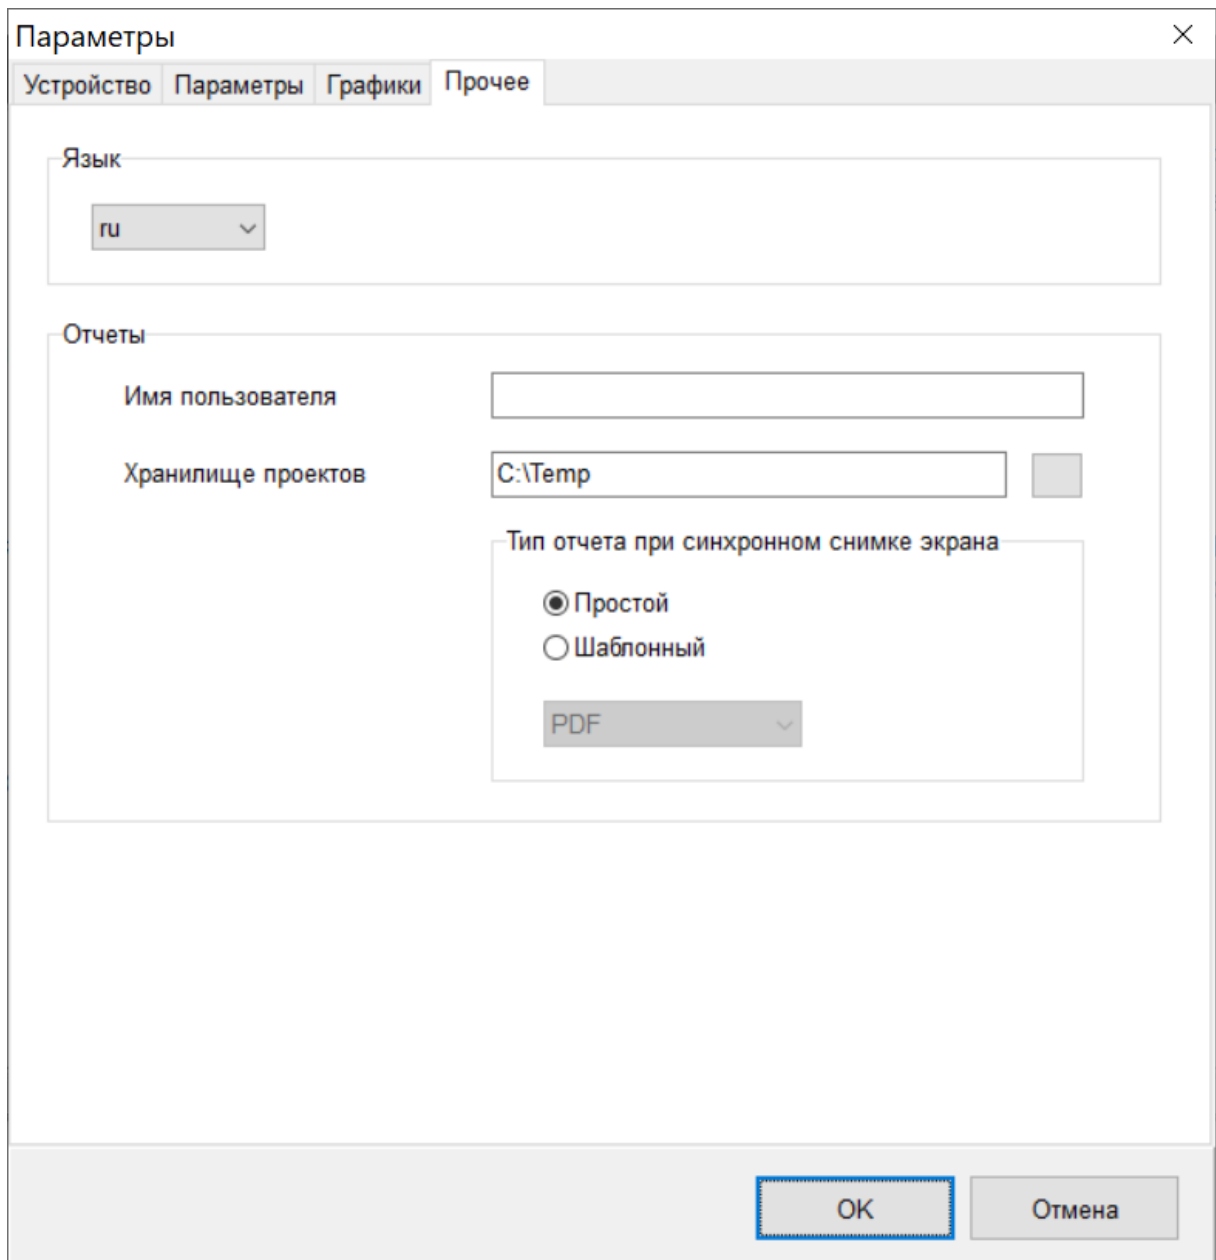 Параметры
Устройство Параметры Графики Прочее
Язык
ru
Отчеты
Имя пользователя
Хранилище проектов C:\Temp
Тип отчета при синхронном снимке экрана
Простой
Шаблонный
PDF
OK Отмена